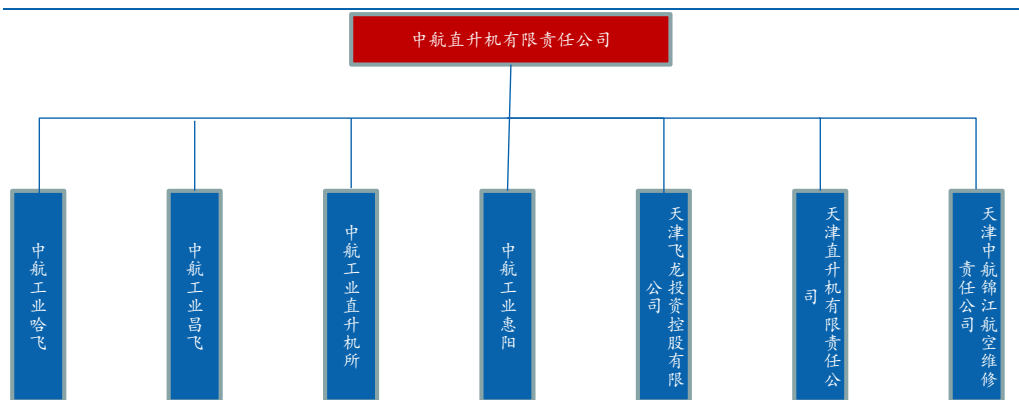 中航直升机有限责任公司
中航工业哈飞
中航工业昌飞
中航工业直升机所
中航工业惠阳
天津飞龙投资控股有限
公司
天津直升机有限责任公
司
天津中航锦江航空维修
责任公司